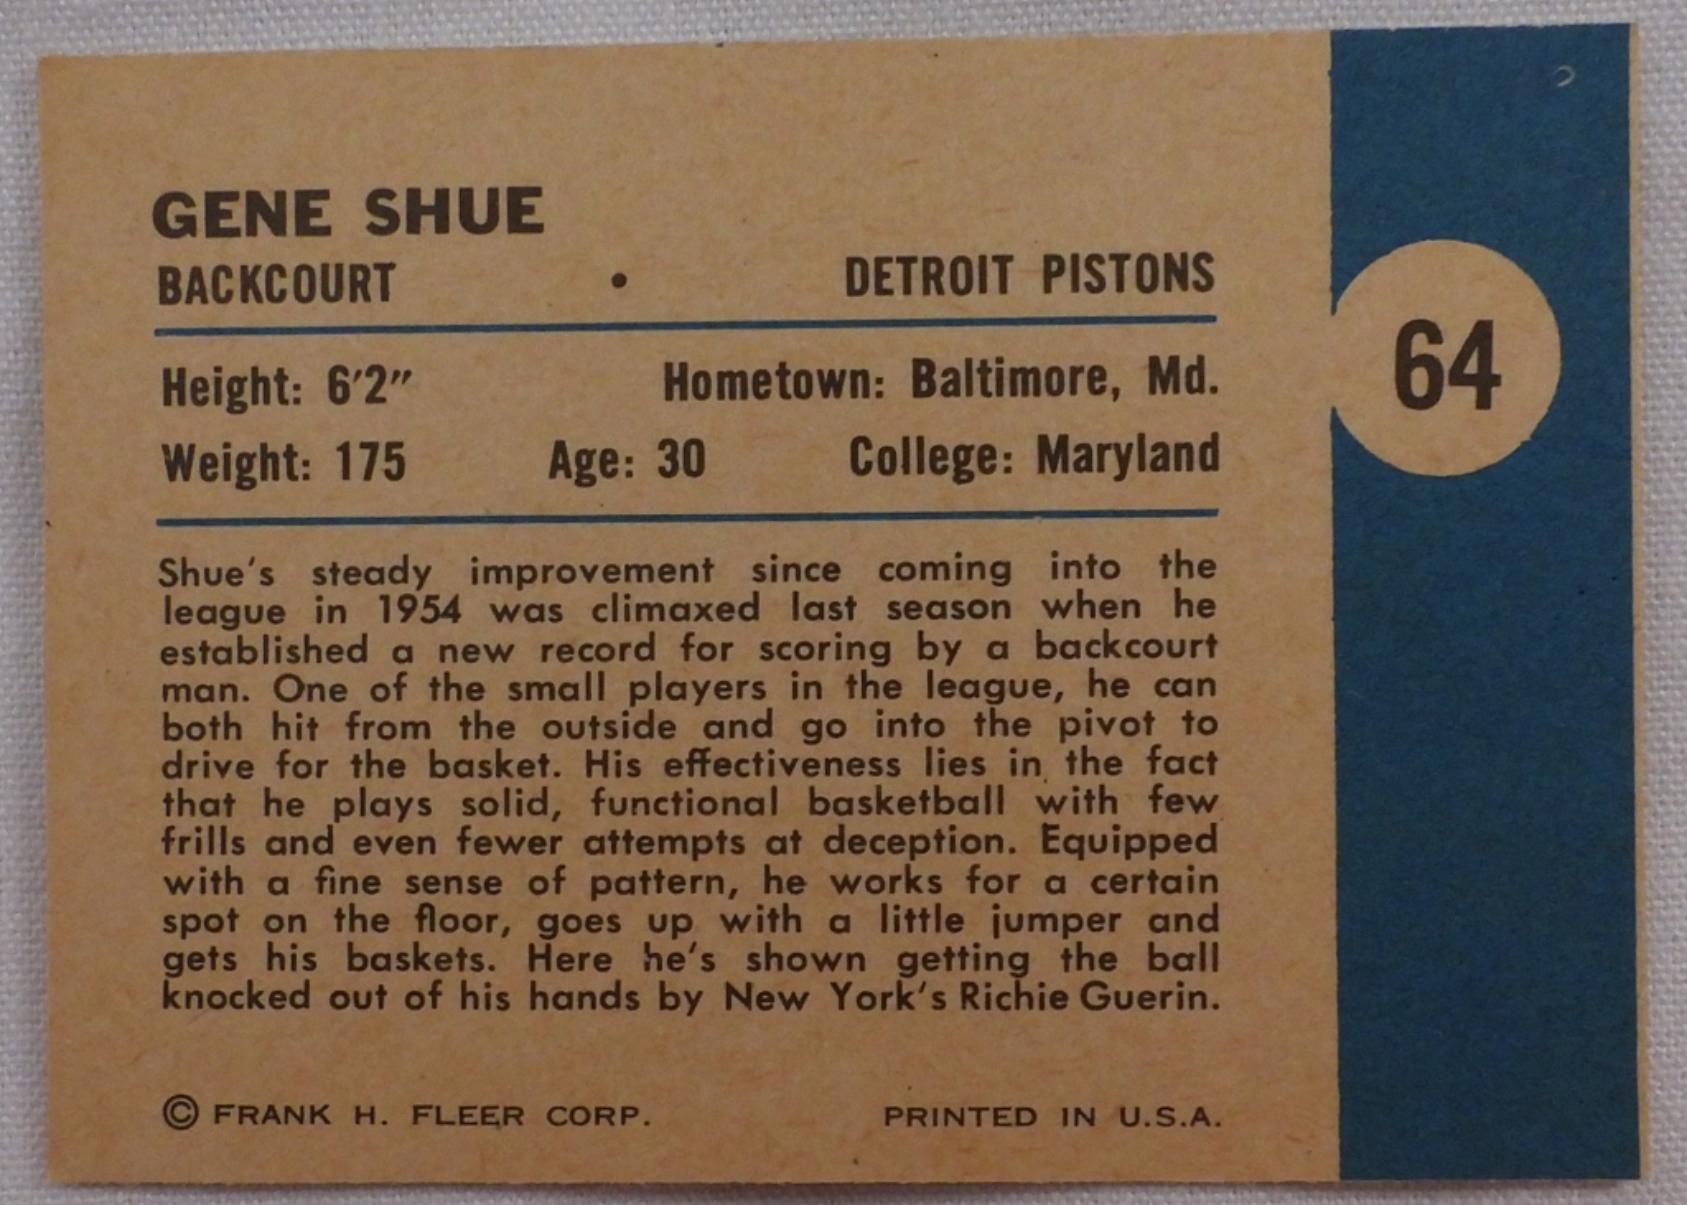 GENE SHUE
BACKCOURT • DETROIT PISTONS
Height: 6'2" Hometown: Baltimore, Md.
Weight: 175 Age: 30 College: Maryland
64
Shue's steady improvement since coming into the
league in 1954 was climaxed last season when he
established a new record for scoring by a backcourt
man. One of the small players in the league, he can
both hit from the outside and go into the pivot to
drive for the basket. His effectiveness lies in the fact
that he plays solid, functional basketball with few
frills and even fewer attempts at deception. Equipped
with a fine sense of pattern, he works for a certain
spot on the floor, goes up with a little jumper and
gets his baskets. Here he's shown getting the ball
knocked out of his hands by New York's Richie Guerin.
© FRANK H. FLEER CORP. PRINTED IN U.S.A.